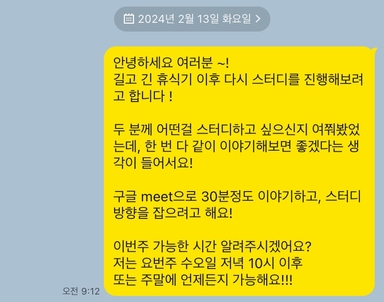 2024년 2월 13일 화요일 >
안녕하세요 여러분 ~!
길고 긴 휴식기 이후 다시 스터디를 진행해보려
고 합니다 !
두 분께 어떤걸 스터디하고 싶으신지 여쭤봤었
는데, 한 번 다 같이 이야기해보면 좋겠다는 생
각이 들어서요!
구글 meet으로 30분정도 이야기하고, 스터디
방향을 잡으려고 해요!
이번주 가능한 시간 알려주시겠어요?
저는 요번주 수오일 저녁 10시 이후
또는 주말에 언제든지 가능해요!!!
오전 9:12